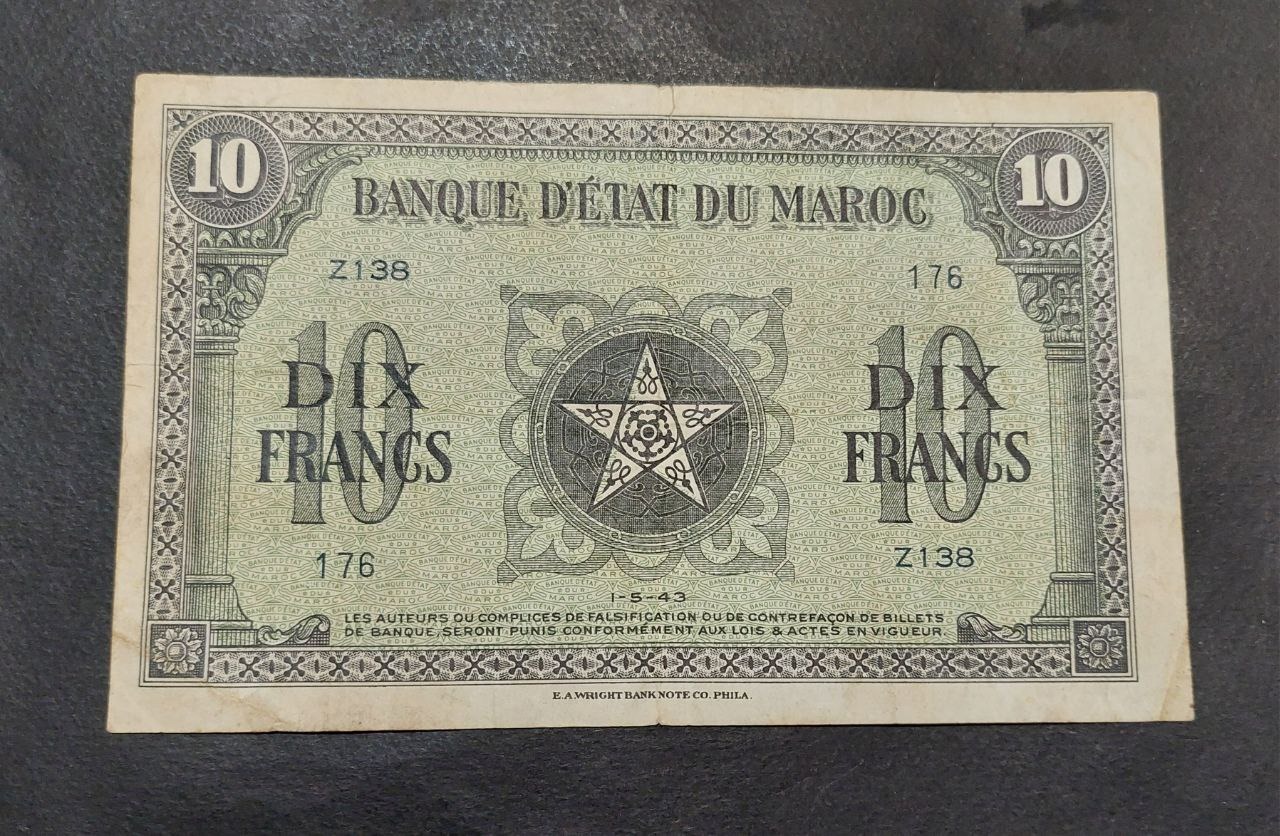 10 10
BANQUE D'ÉTAT DU MAROC
Z138 176
10 10
DIX DIX
FRANCS FRANCS
176 Z138
1-5-43
LES AUTEURS OU COMPLICES DE FALSIFICATION OU DE CONTREFAÇON DE BILLETS
DE BANQUE, SERONT PUNIS CONFORMÉMENT AUX LOIS & ACTES EN VIGUEUR.
E.A.WRIGHT BANK NOTE CO. PHILA.